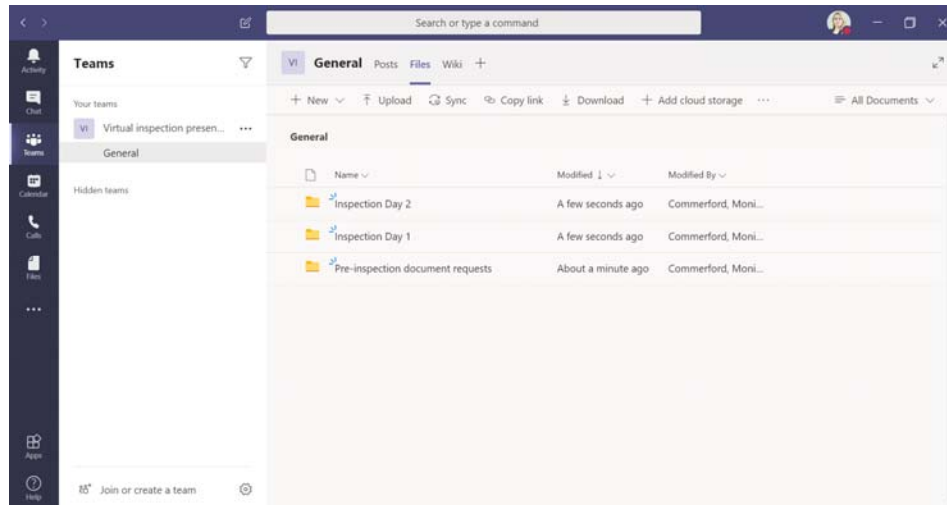 Search or type a command
Activity
Chat
Teams
Calendar
Calls
Files
Apps
Help
Teams
Your teams
VI Virtual inspection presen... ...
General
Hidden teams
Join or create a team
VI General Posts Files Wiki +
+ New Upload Sync Copy link Download + Add cloud storage ... All Documents
General
Name Modified ↓ Modified By
Inspection Day 2 A few seconds ago Commerford, Moni...
Inspection Day 1 A few seconds ago Commerford, Moni...
Pre-inspection document requests About a minute ago Commerford, Moni...